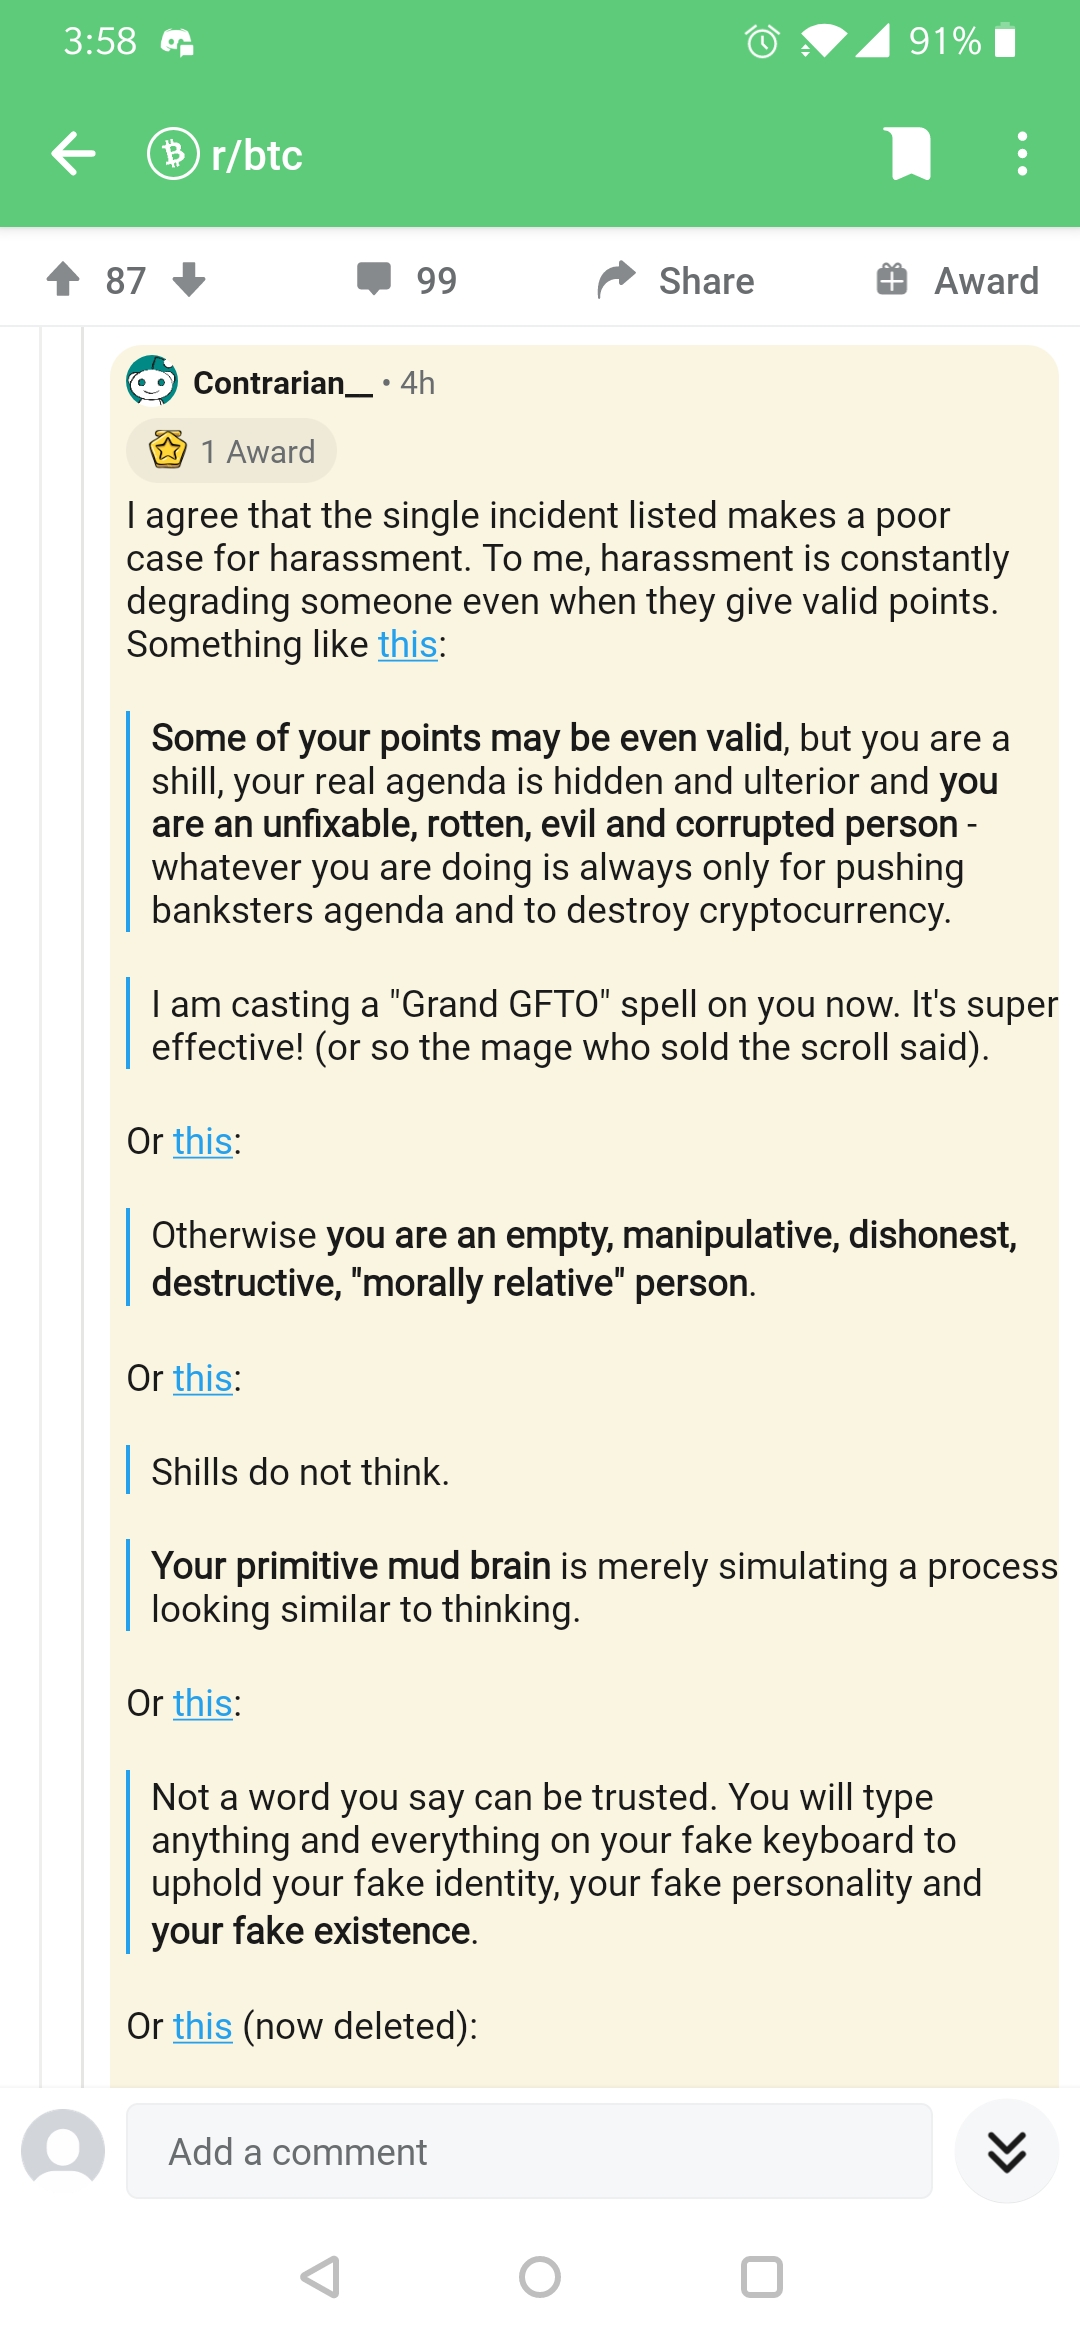 3:58 91%
r/btc
87 99 Share Award
Contrarian__ • 4h
1 Award
I agree that the single incident listed makes a poor
case for harassment. To me, harassment is constantly
degrading someone even when they give valid points.
Something like this:
Some of your points may be even valid, but you are a
shill, your real agenda is hidden and ulterior and you
are an unfixable, rotten, evil and corrupted person -
whatever you are doing is always only for pushing
banksters agenda and to destroy cryptocurrency.
I am casting a "Grand GFTO" spell on you now. It's super
effective! (or so the mage who sold the scroll said).
Or this:
Otherwise you are an empty, manipulative, dishonest,
destructive, "morally relative" person.
Or this:
Shills do not think.
Your primitive mud brain is merely simulating a process
looking similar to thinking.
Or this:
Not a word you say can be trusted. You will type
anything and everything on your fake keyboard to
uphold your fake identity, your fake personality and
your fake existence.
Or this (now deleted):
Add a comment